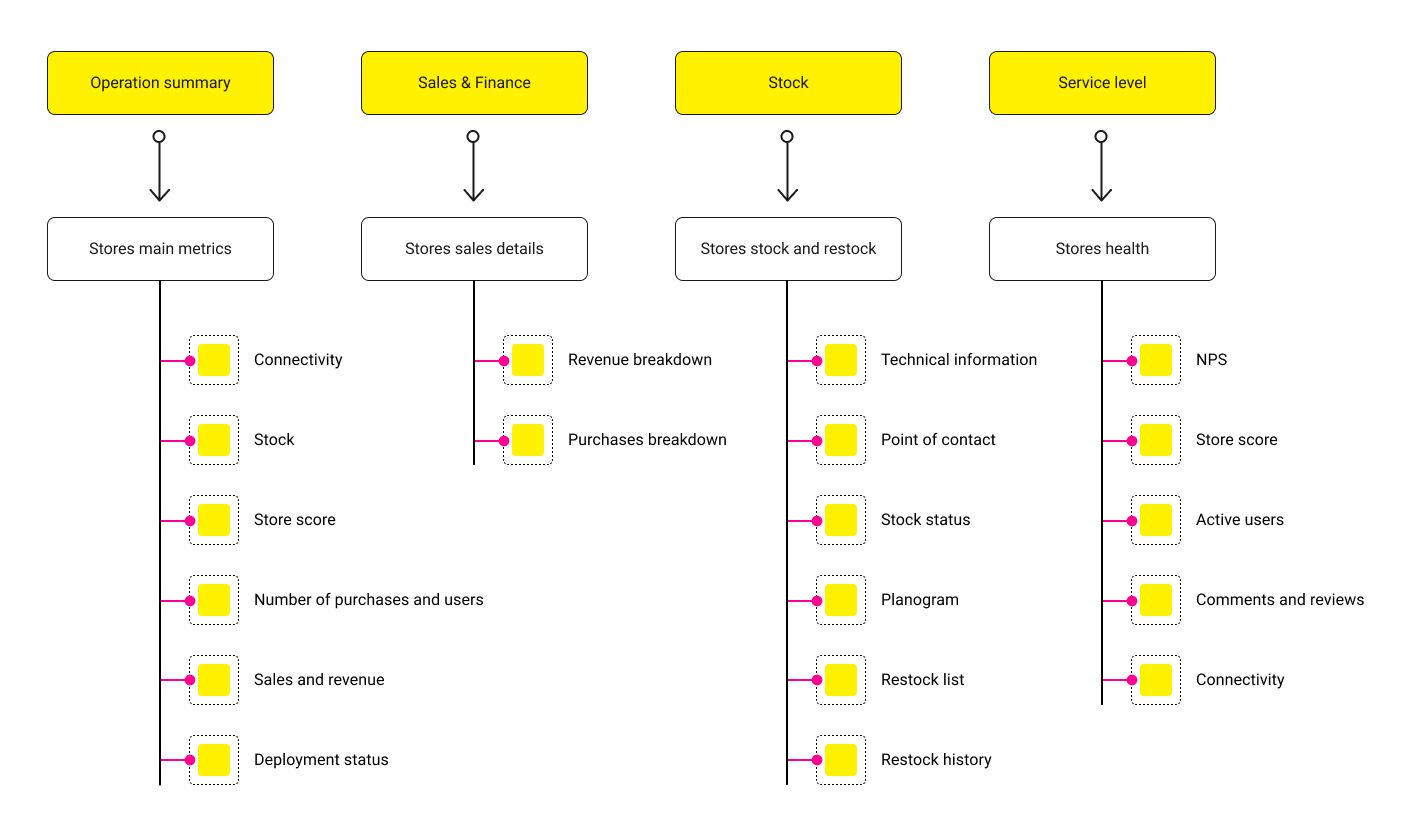 Operation summary
Sales & Finance
Stock
Service level
Stores main metrics
Stores sales details
Stores stock and restock
Stores health
Connectivity
Stock
Store score
Number of purchases and users
Sales and revenue
Deployment status
Revenue breakdown
Purchases breakdown
Technical information
Point of contact
Stock status
Planogram
Restock list
Restock history
NPS
Store score
Active users
Comments and reviews
Connectivity